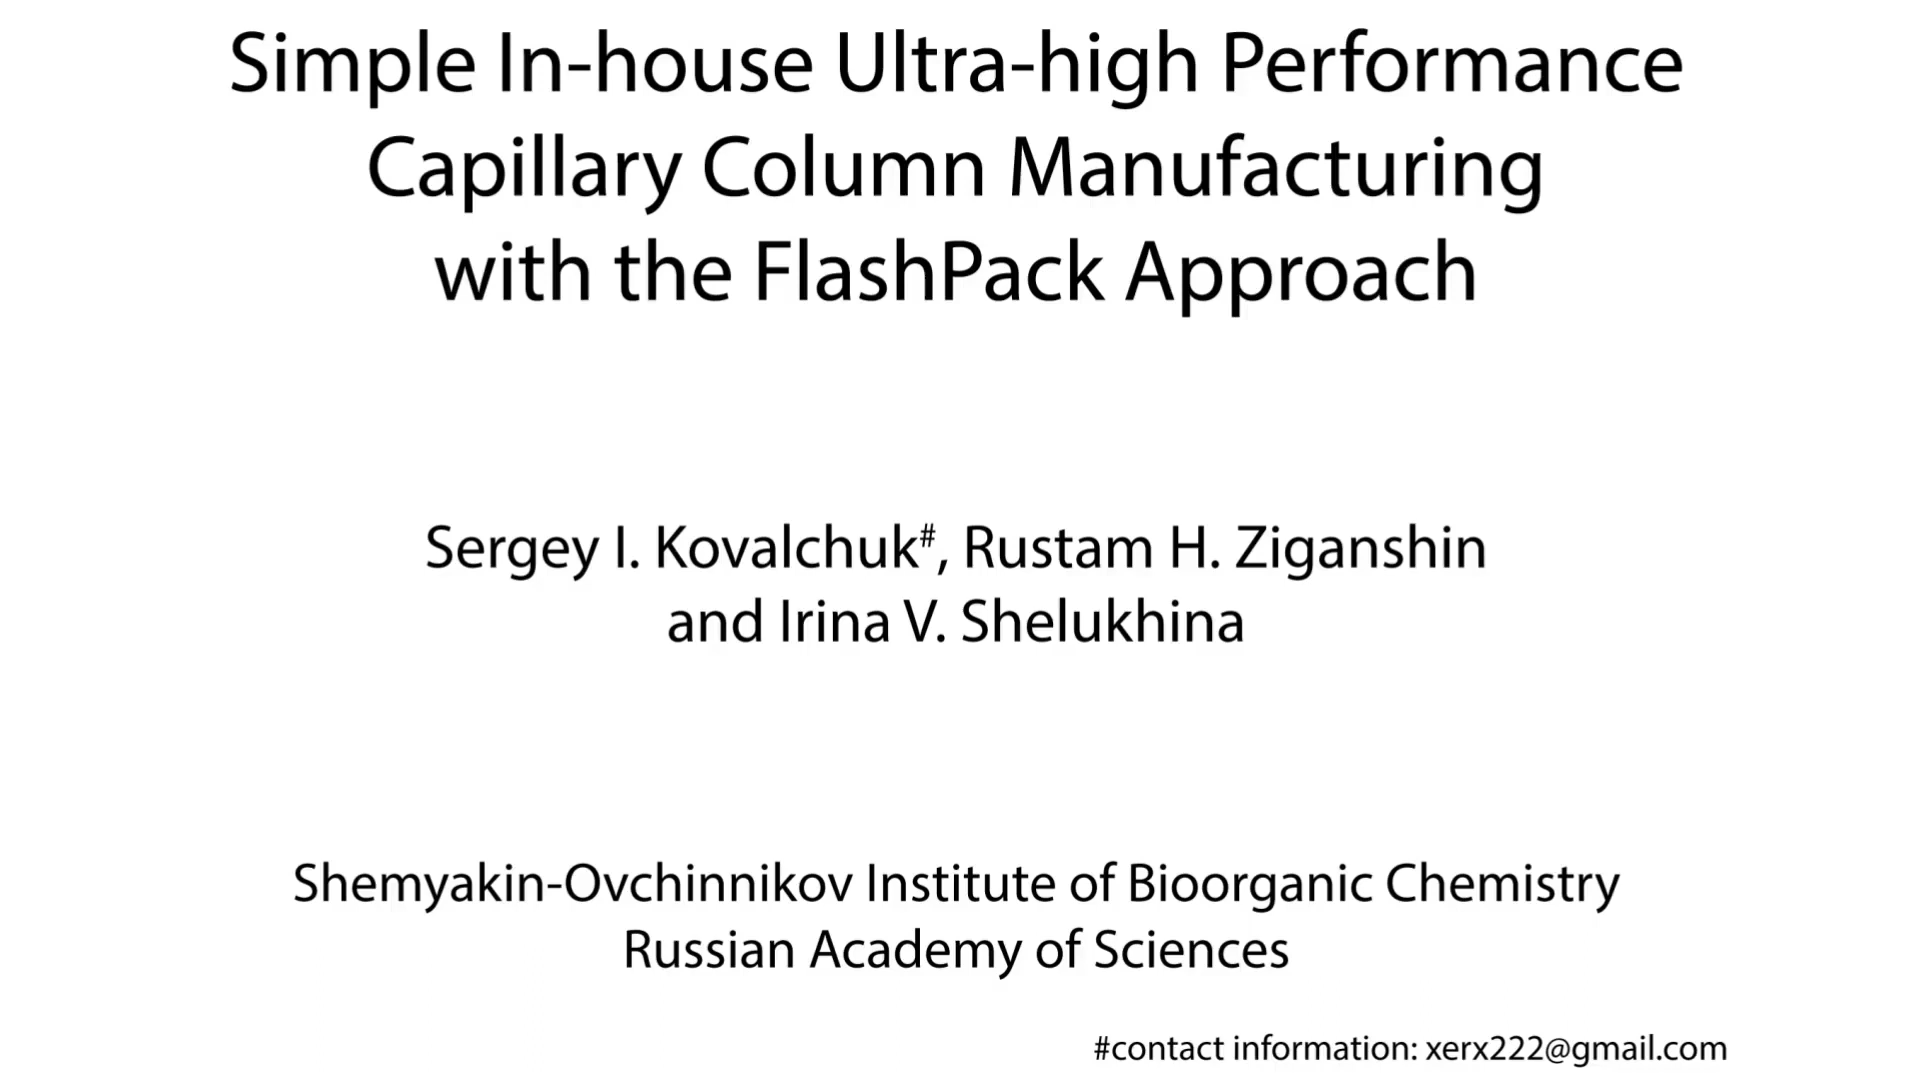 Simple In-house Ultra-high Performance
Capillary Column Manufacturing
with the FlashPack Approach
Sergey I. Kovalchuk#, Rustam H. Ziganshin
and Irina V. Shelukhina
Shemyakin-Ovchinnikov Institute of Bioorganic Chemistry
Russian Academy of Sciences
#contact information: xerx222@gmail.com